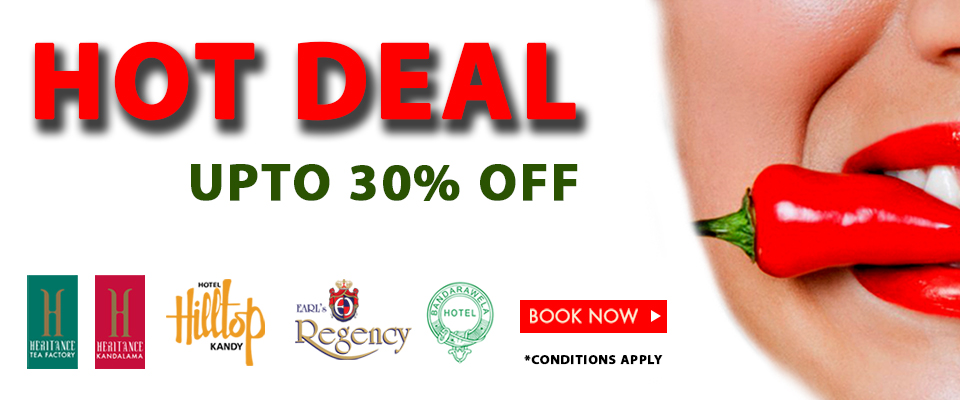 HOT DEAL
UPTO 30% OFF
HERITANCE
TEA FACTORY
HERITANCE
KANDALAMA
HOTEL
Hilltop
KANDY
EARL's
Regency
BANDARAWELA
HOTEL
BOOK NOW
*CONDITIONS APPLY